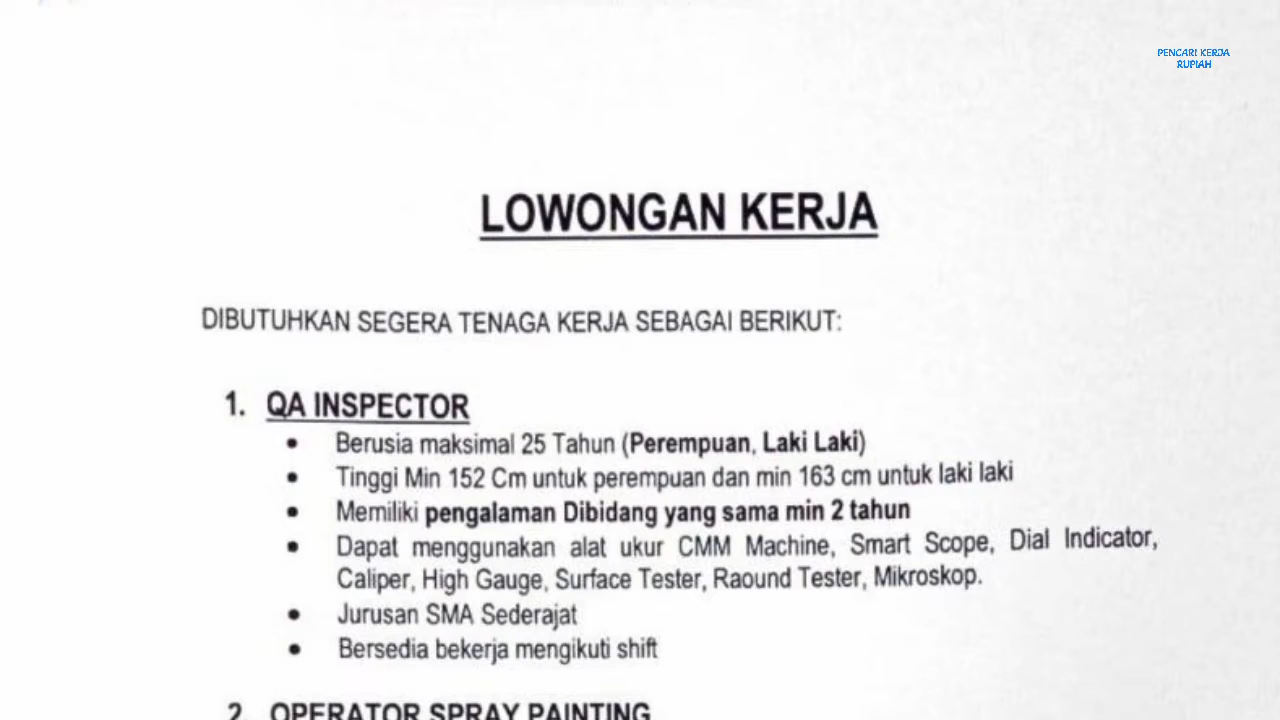 PENCARI KERJA
RUPIAH
LOWONGAN KERJA
DIBUTUHKAN SEGERA TENAGA KERJA SEBAGAI BERIKUT:
1. QA INSPECTOR
• Berusia maksimal 25 Tahun (Perempuan, Laki Laki)
• Tinggi Min 152 Cm untuk perempuan dan min 163 cm untuk laki laki
• Memiliki pengalaman Dibidang yang sama min 2 tahun
• Dapat menggunakan alat ukur CMM Machine, Smart Scope, Dial Indicator,
Caliper, High Gauge, Surface Tester, Raound Tester, Mikroskop.
• Jurusan SMA Sederajat
• Bersedia bekerja mengikuti shift
2. OPERATOR SPRAY PAINTING